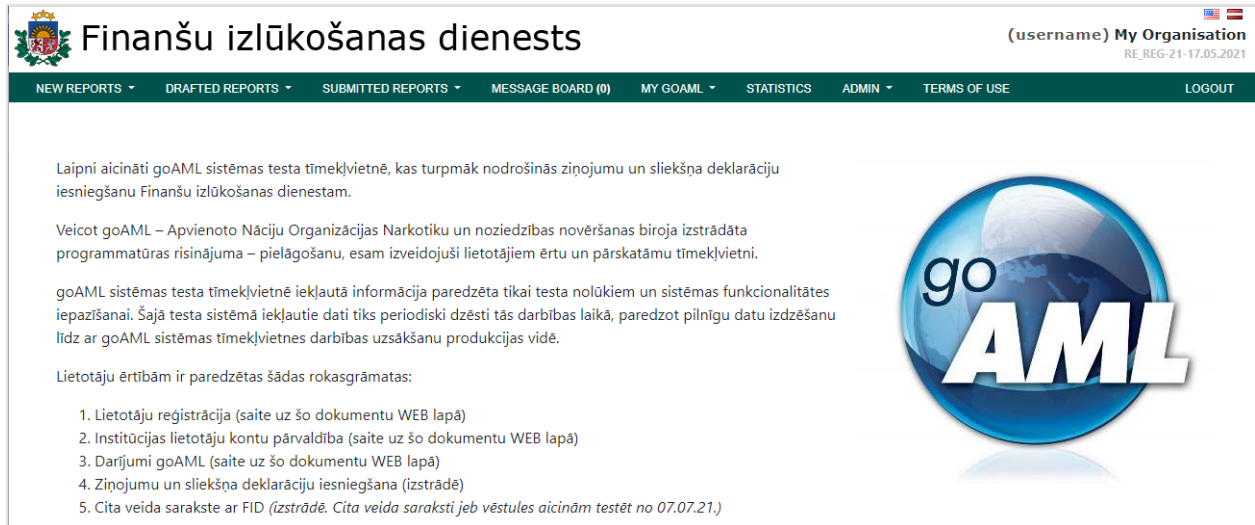 Finanšu izlūkošanas dienests
(username) My Organisation
RE_REG-21-17.05.2021
NEW REPORTS DRAFTED REPORTS SUBMITTED REPORTS MESSAGE BOARD (0) MY GOAML STATISTICS ADMIN TERMS OF USE LOGOUT
Laipni aicināti goAML sistēmas testa tīmekļvietnē, kas turpmāk nodrošinās ziņojumu un sliekšņa deklarāciju
iesniegšanu Finanšu izlūkošanas dienestam.
Veicot goAML – Apvienoto Nāciju Organizācijas Narkotiku un noziedzības novēršanas biroja izstrādāta
programmatūras risinājuma – pielāgošanu, esam izveidojuši lietotājiem ērtu un pārskatāmu tīmekļvietni.
goAML sistēmas testa tīmekļvietnē iekļautā informācija paredzēta tikai testa nolūkiem un sistēmas funkcionalitātes
iepazīšanai. Šajā testa sistēmā iekļautie dati tiks periodiski dzēsti tās darbības laikā, paredzot pilnīgu datu izdzēšanu
līdz ar goAML sistēmas tīmekļvietnes darbības uzsākšanu produkcijas vidē.
Lietotāju ērtībām ir paredzētas šādas rokasgrāmatas:
1. Lietotāju reģistrācija (saite uz šo dokumentu WEB lapā)
2. Institūcijas lietotāju kontu pārvaldība (saite uz šo dokumentu WEB lapā)
3. Darījumi goAML (saite uz šo dokumentu WEB lapā)
4. Ziņojumu un sliekšņa deklarāciju iesniegšana (izstrādē)
5. Cita veida sarakste ar FID (izstrādē. Cita veida saraksti jeb vēstules aicinām testēt no 07.07.21.)
go
AML